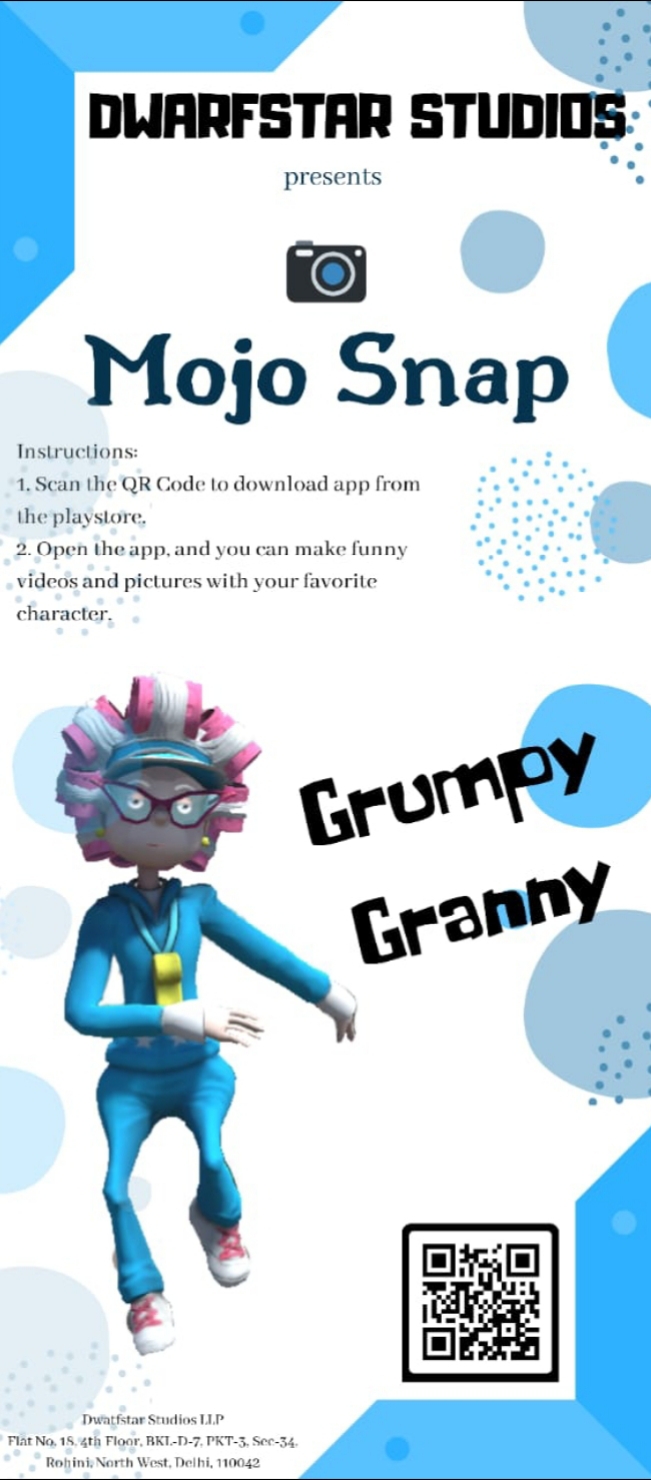 DWARFSTAR STUDIOS
presents
Mojo Snap
Instructions:
1. Scan the QR Code to download app from
the playstore.
2. Open the app, and you can make funny
videos and pictures with your favorite
character.
Grumpy
Granny
Dwatfstar Studios LLP
Flat No. 18, 4th Floor, BKL-D-7, PKT-3, Sec-34,
Rohini, North West, Delhi, 110042